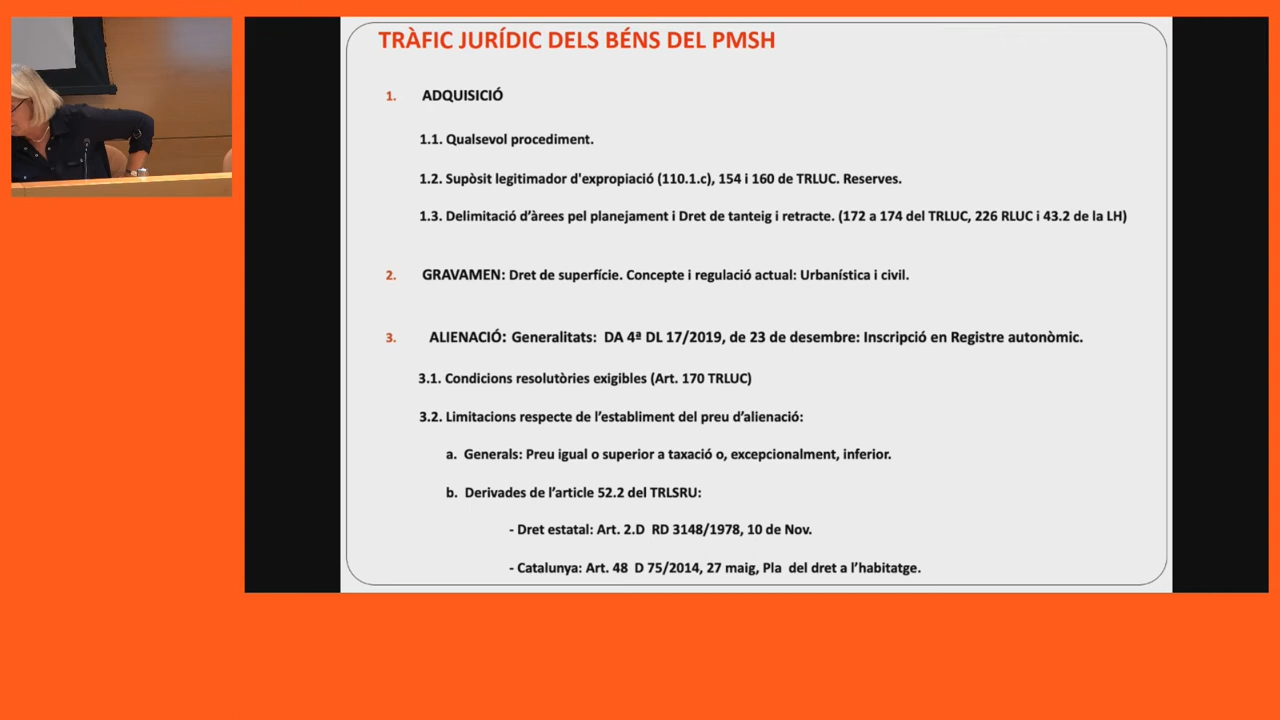 TRÀFIC JURÍDIC DELS BÉNS DEL PMSH
1. ADQUISICIÓ
1.1. Qualsevol procediment.
1.2. Supòsit legitimador d'expropiació (110.1.c), 154 i 160 de TRLUC. Reserves.
1.3. Delimitació d’àrees pel planejament i Dret de tanteig i retracte. (172 a 174 del TRLUC, 226 RLUC i 43.2 de la LH)
2. GRAVAMEN: Dret de superfície. Concepte i regulació actual: Urbanística i civil.
3. ALIENACIÓ: Generalitats: DA 4ª DL 17/2019, de 23 de desembre: Inscripció en Registre autonòmic.
3.1. Condicions resolutòries exigibles (Art. 170 TRLUC)
3.2. Limitacions respecte de l’establiment del preu d’alienació:
a. Generals: Preu igual o superior a taxació o, excepcionalment, inferior.
b. Derivades de l’article 52.2 del TRLSRU:
- Dret estatal: Art. 2.D RD 3148/1978, 10 de Nov.
- Catalunya: Art. 48 D 75/2014, 27 maig, Pla del dret a l’habitatge.